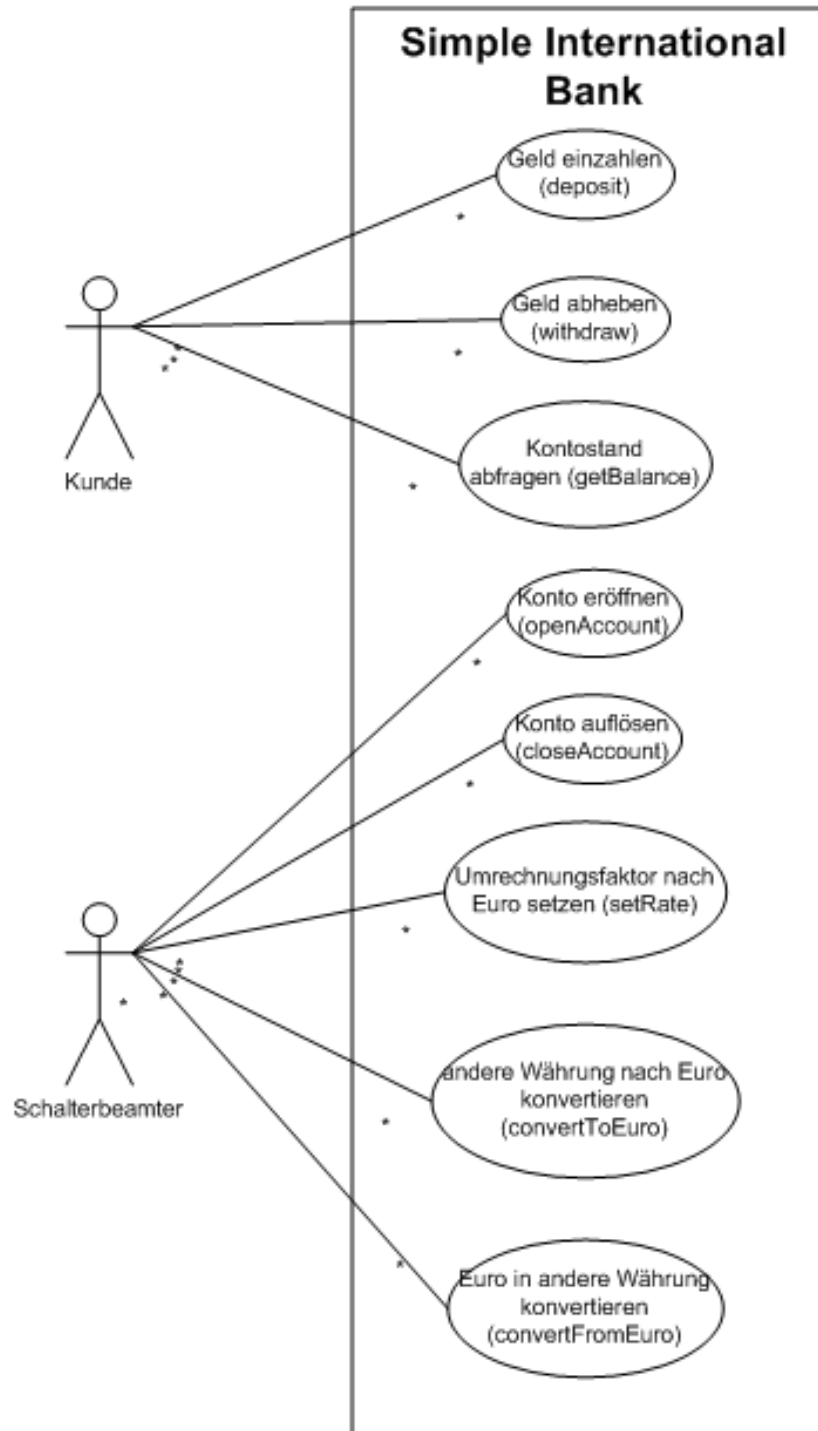 Simple International
Bank
Geld einzahlen
(deposit)
*
Geld abheben
(withdraw)
*
*
*
*
Kontostand
abfragen (getBalance)
*
Kunde
Konto eröffnen
(openAccount)
*
Konto auflösen
(closeAccount)
*
Umrechnungsfaktor nach
Euro setzen (setRate)
*
*
*
*
*
*
Schalterbeamter
andere Währung nach Euro
konvertieren
(convertToEuro)
*
*
Euro in andere Währung
konvertieren
(convertFromEuro)